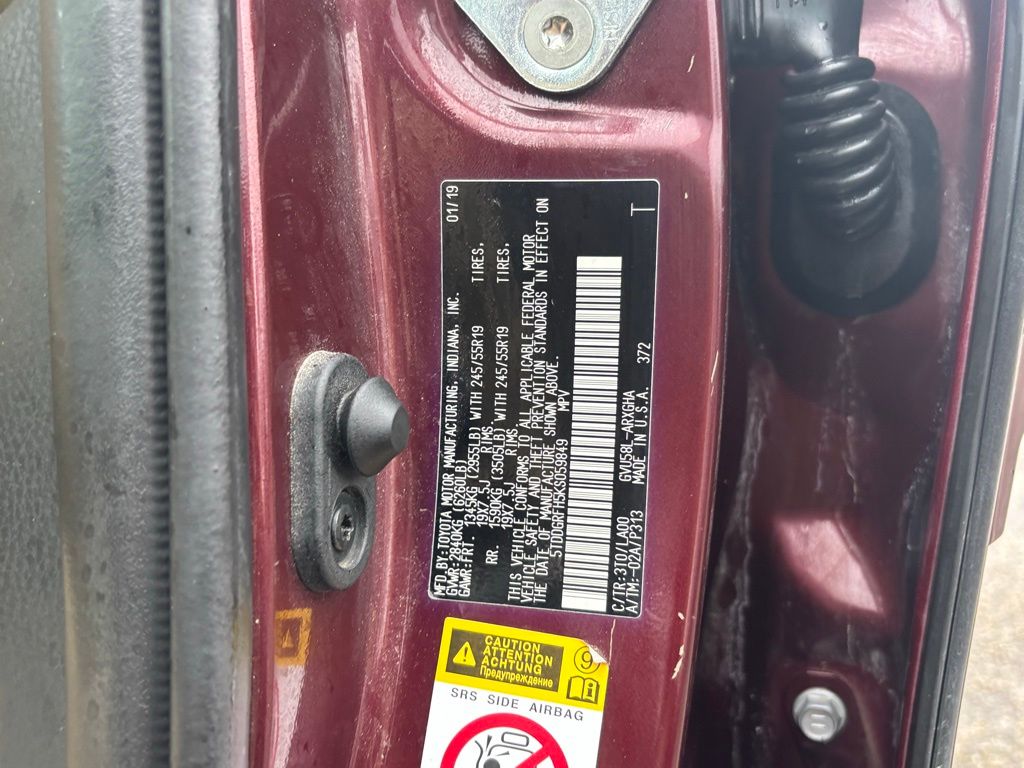 MFD.BY:TOYOTA MOTOR MANUFACTURING, INDIANA, INC. 01/19
GVWR:2840KG (6260LB)
GAWR:FRT. 1345KG (2955LB) WITH 245/55R19 TIRES,
19X7.5J RIMS,
RR. 1590KG (3505LB) WITH 245/55R19 TIRES,
19X7.5J RIMS,
THIS VEHICLE CONFORMS TO ALL APPLICABLE FEDERAL MOTOR
VEHICLE SAFETY AND THEFT PREVENTION STANDARDS IN EFFECT ON
THE DATE OF MANUFACTURE SHOWN ABOVE.
5TDDGRFH5KS059849 MPV
C/TR:3T0/LA00 GVU58L-ARXGHA
A/TM:-02A/P313 MADE IN U.S.A. 372
T
CAUTION
ATTENTION
ACHTUNG
Предупреждение
9
SRS SIDE AIRBAG